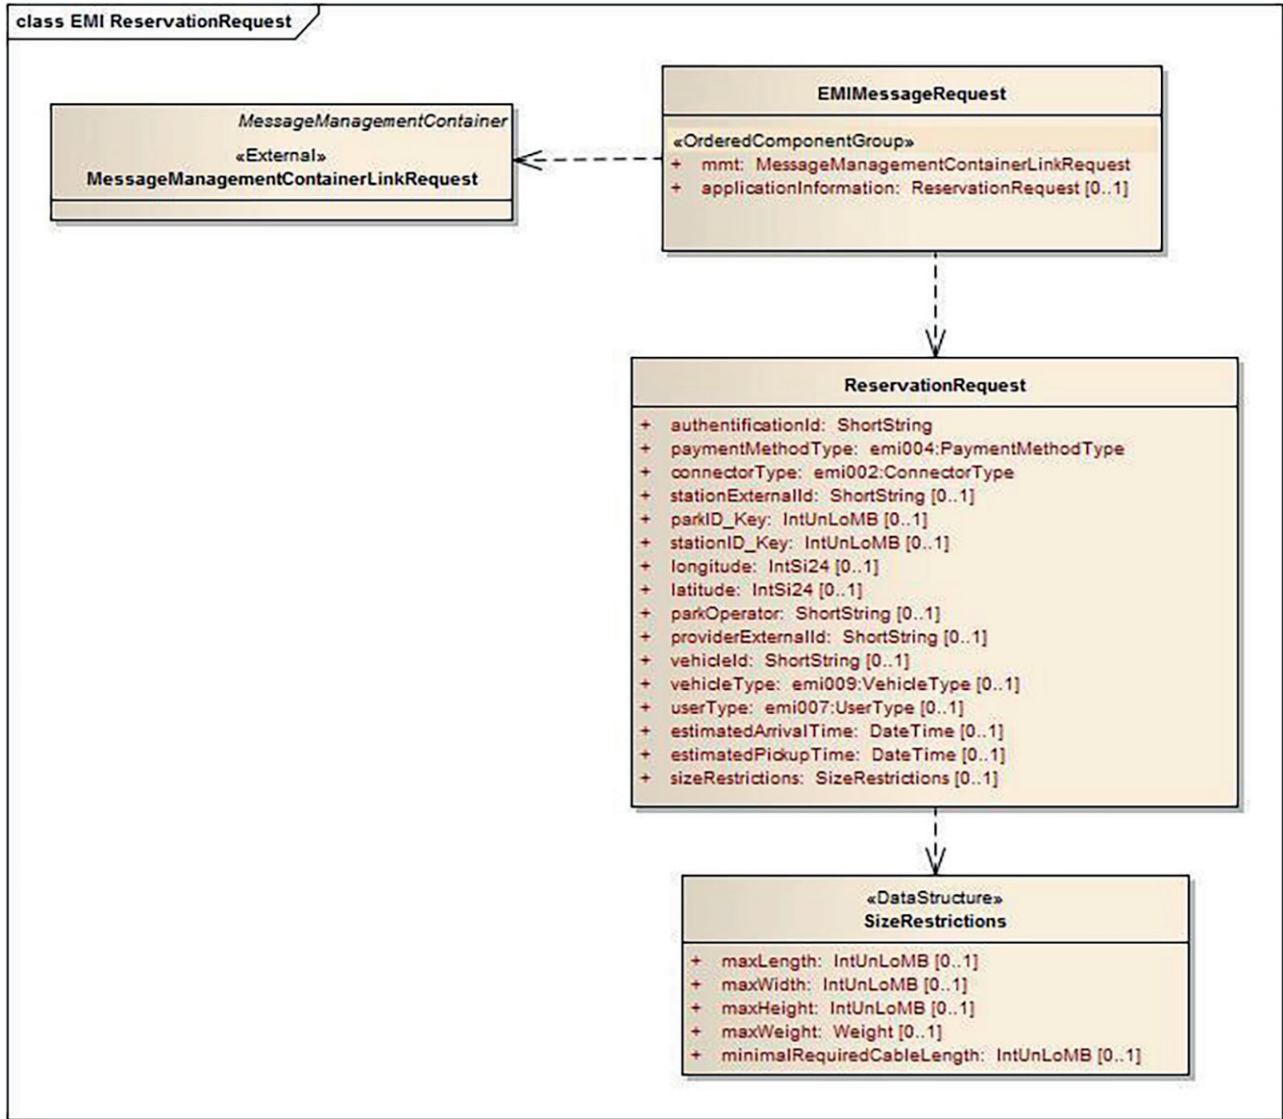 class EMI ReservationRequest
MessageManagementContainer
«External»
MessageManagementContainerLinkRequest
EMIMessageRequest
«OrderedComponentGroup»
+ mmt: MessageManagementContainerLinkRequest
+ applicationInformation: ReservationRequest [0..1]
ReservationRequest
+ authentificationId: ShortString
+ paymentMethodType: emi004:PaymentMethodType
+ connectorType: emi002:ConnectorType
+ stationExternalId: ShortString [0..1]
+ parkID_Key: IntUnLoMB [0..1]
+ stationID_Key: IntUnLoMB [0..1]
+ longitude: IntSi24 [0..1]
+ latitude: IntSi24 [0..1]
+ parkOperator: ShortString [0..1]
+ providerExternalId: ShortString [0..1]
+ vehicleId: ShortString [0..1]
+ vehicleType: emi009:VehicleType [0..1]
+ userType: emi007:UserType [0..1]
+ estimatedArrivalTime: DateTime [0..1]
+ estimatedPickupTime: DateTime [0..1]
+ sizeRestrictions: SizeRestrictions [0..1]
«DataStructure»
SizeRestrictions
+ maxLength: IntUnLoMB [0..1]
+ maxWidth: IntUnLoMB [0..1]
+ maxHeight: IntUnLoMB [0..1]
+ maxWeight: Weight [0..1]
+ minimalRequiredCableLength: IntUnLoMB [0..1]